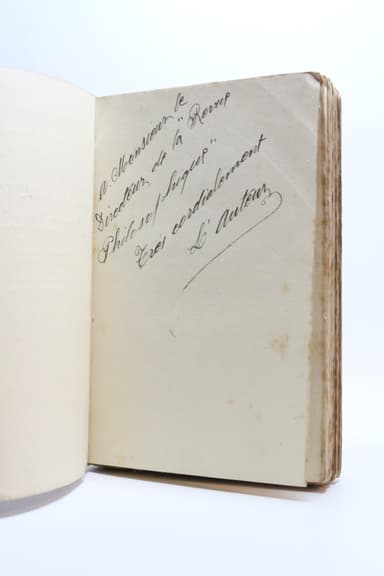 A Monsieur le
Directeur de la "Revue
Philosophique"
Très cordialement
L'auteur